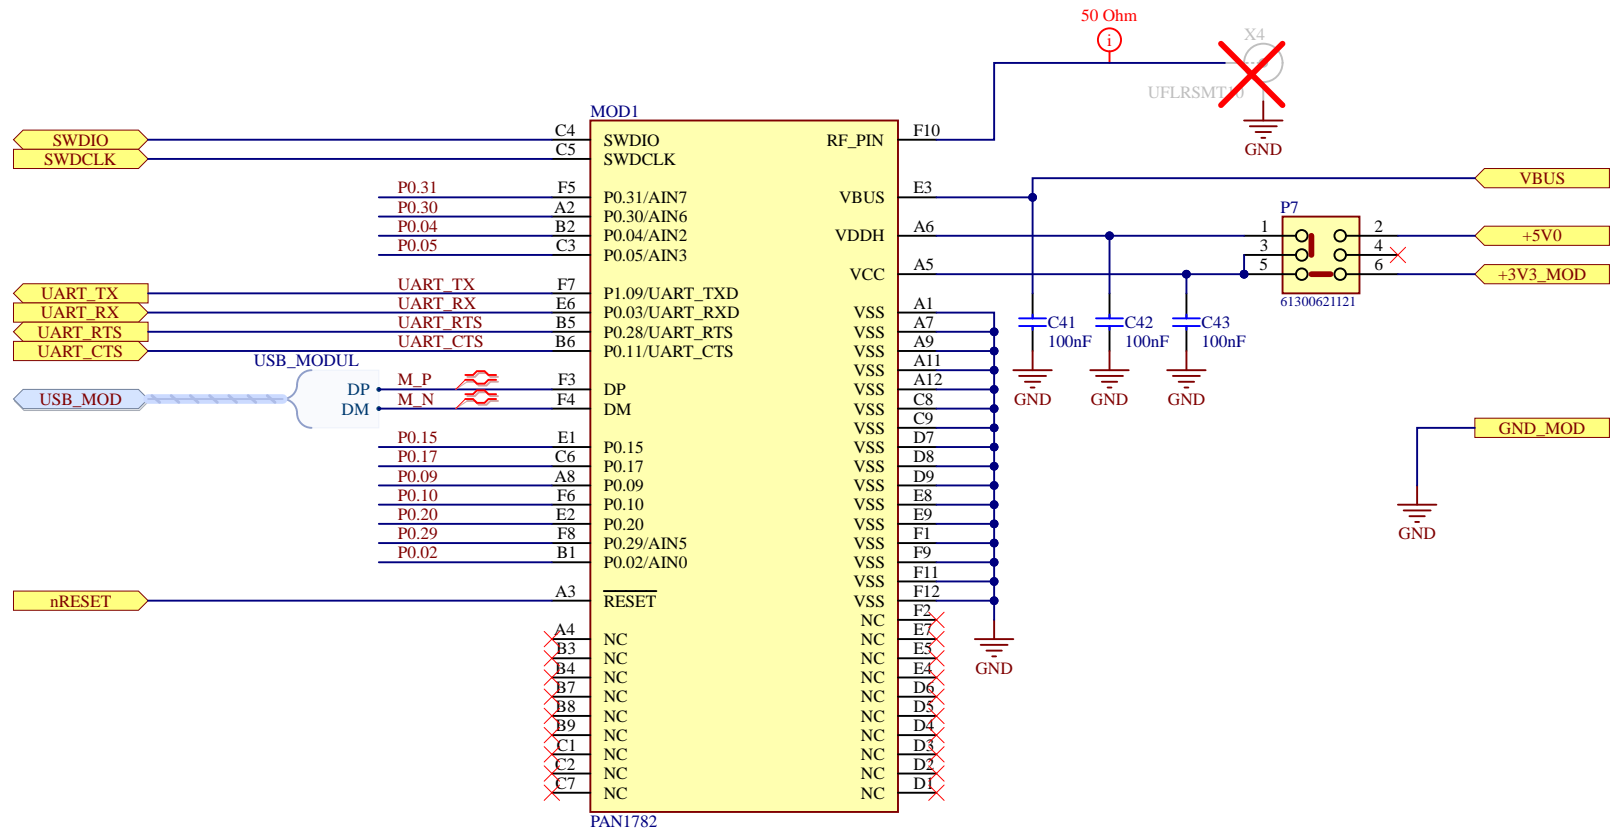 50 Ohm
i
X4
UFLRSMT10
GND
MOD1
SWDIO C4 SWDIO RF_PIN F10
SWDCLK C5 SWDCLK
VBUS
P0.31 F5 P0.31/AIN7 VBUS E3
P0.30 A2 P0.30/AIN6
P7
P0.04 B2 P0.04/AIN2 VDDH A6 1 2 +5V0
P0.05 C3 P0.05/AIN3 3 4
VCC A5 5 6 +3V3_MOD
61300621121
UART_TX UART_TX F7 P1.09/UART_TXD
UART_RX UART_RX E6 P0.03/UART_RXD VSS A1
UART_RTS UART_RTS B5 P0.28/UART_RTS VSS A7
UART_CTS UART_CTS B6 P0.11/UART_CTS VSS A9
C41 C42 C43
100nF 100nF 100nF
GND GND GND
USB_MODUL
VSS A11
DP M_P F3 DP VSS A12
USB_MOD
DM M_N F4 DM VSS C8
VSS C9
GND_MOD
GND
P0.15 E1 P0.15 VSS D7
P0.17 C6 P0.17 VSS D8
P0.09 A8 P0.09 VSS D9
P0.10 F6 P0.10 VSS E8
P0.20 E2 P0.20 VSS E9
P0.29 F8 P0.29/AIN5 VSS F1
P0.02 B1 P0.02/AIN0 VSS F9
VSS F11
nRESET A3 RESET VSS F12
NC F2
A4 NC NC E7
B3 NC NC E5
B4 NC NC E4
B7 NC NC D6
B8 NC NC D5
B9 NC NC D4
C1 NC NC D3
C2 NC NC D2
C7 NC NC D1
GND
PAN1782